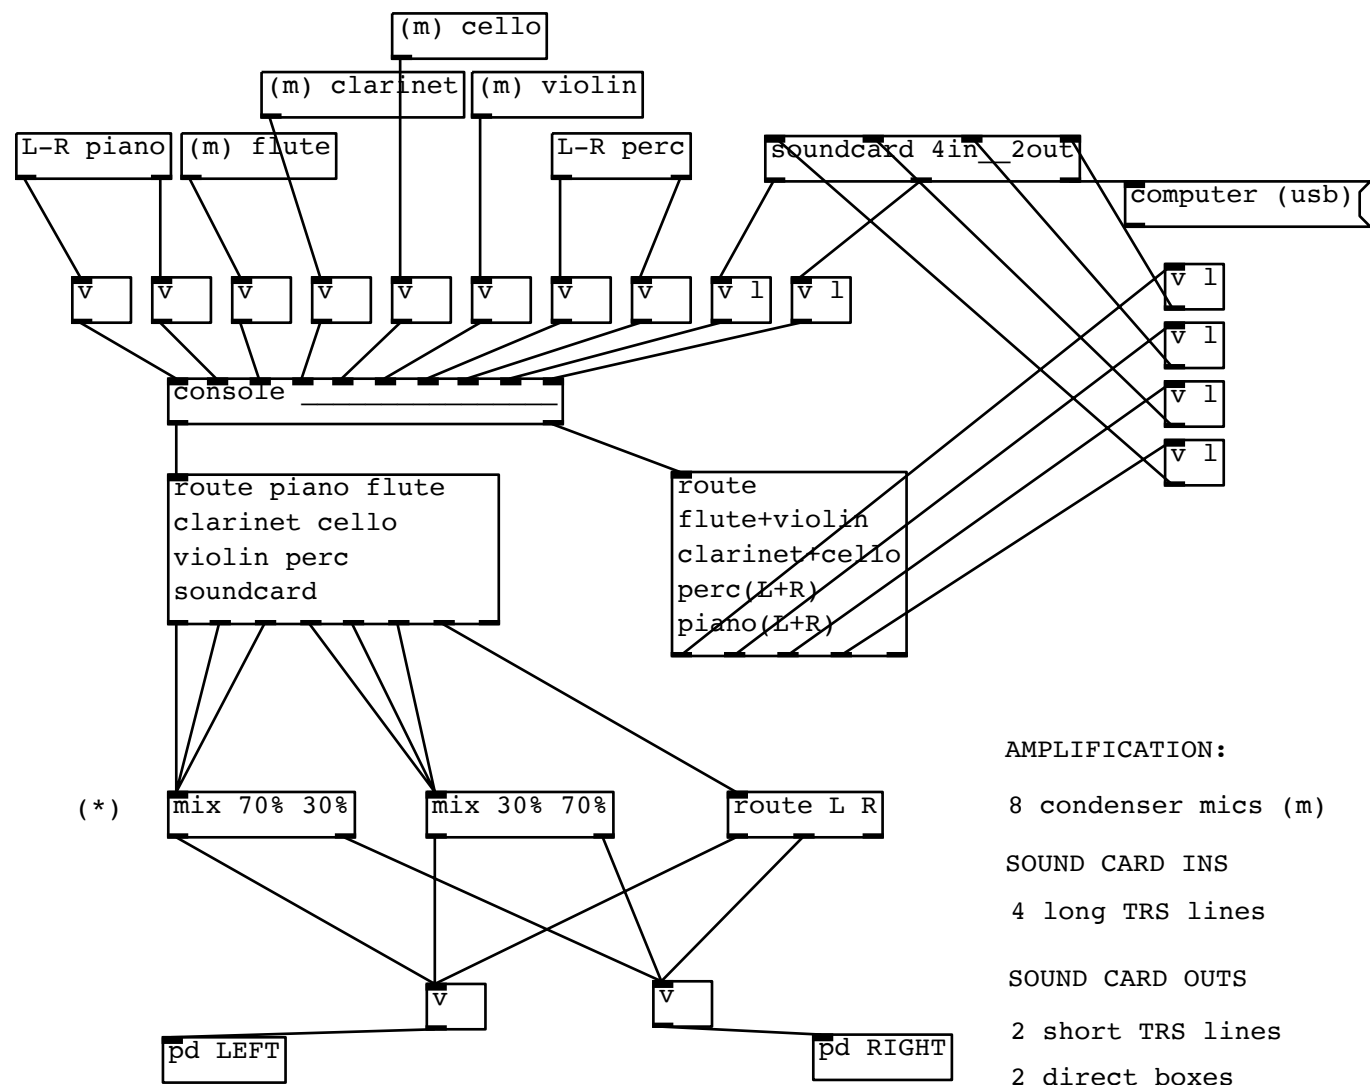 (m) cello
(m) clarinet
(m) violin
L-R piano
(m) flute
L-R perc
soundcard 4in__2out
computer (usb)
v
v
v
v
v
v
v
v
v l
v l
v l
v l
v l
v l
console _________________
route piano flute
clarinet cello
violin perc
soundcard
route
flute+violin
clarinet+cello
perc(L+R)
piano(L+R)
(*)
mix 70% 30%
mix 30% 70%
route L R
v
v
pd LEFT
pd RIGHT
AMPLIFICATION:
8 condenser mics (m)
SOUND CARD INS
4 long TRS lines
SOUND CARD OUTS
2 short TRS lines
2 direct boxes